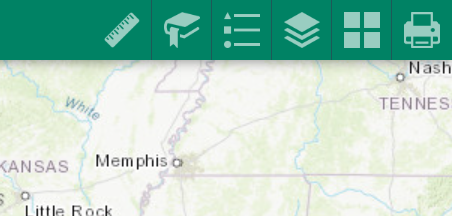 Nash
White
TENNES
Memphis
KANSAS
S
Little Rock